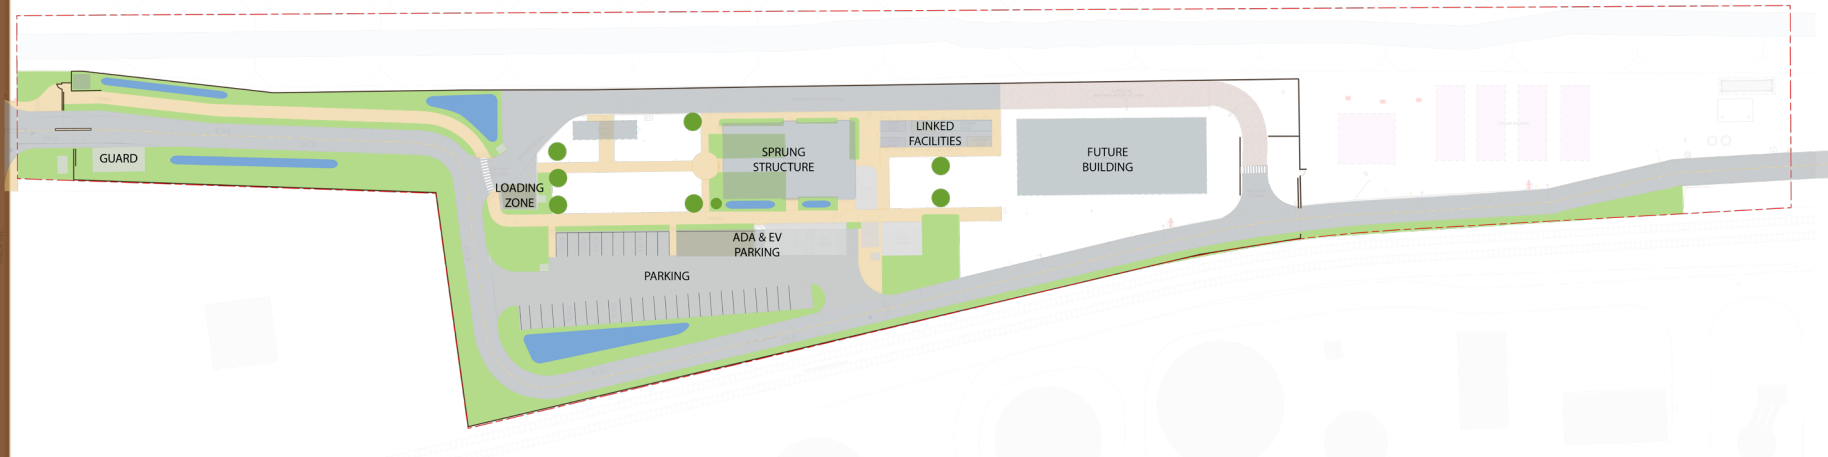 GUARD
LOADING
ZONE
SPRUNG
STRUCTURE
LINKED
FACILITIES
FUTURE
BUILDING
ADA & EV
PARKING
PARKING